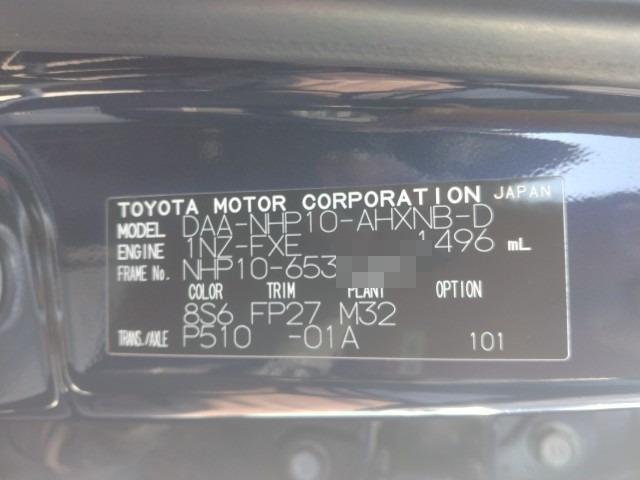 TOYOTA MOTOR CORPORATION JAPAN
MODEL DAA-NHP10-AHXNB-D
ENGINE 1NZ-FXE 1496 mL
FRAME No. NHP10-653
COLOR TRIM PLANT OPTION
8S6 FP27 M32
TRANS./AXLE P510 -01A 101